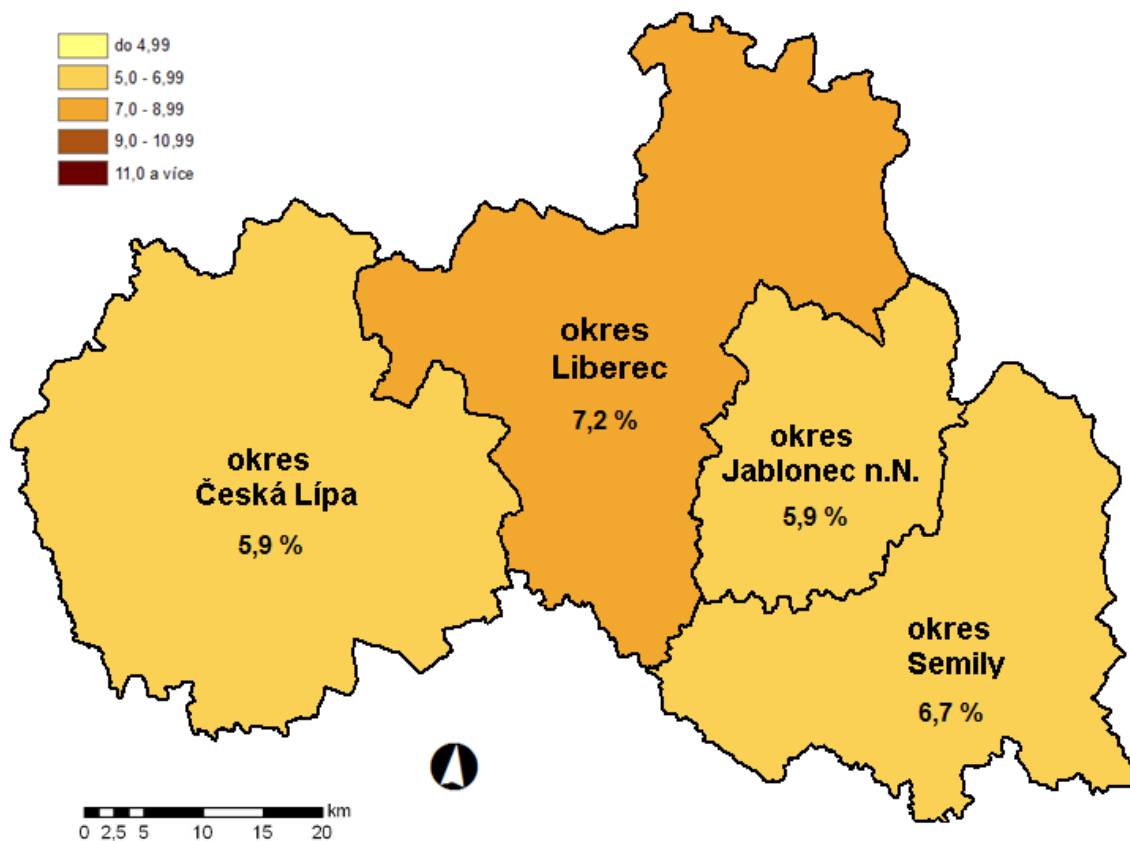 do 4,99
5,0 - 6,99
7,0 - 8,99
9,0 - 10,99
11,0 a více
okres
Liberec
7,2 %
okres
Česká Lípa
5,9 %
okres
Jablonec n.N.
5,9 %
okres
Semily
6,7 %
km
0 2,5 5 10 15 20